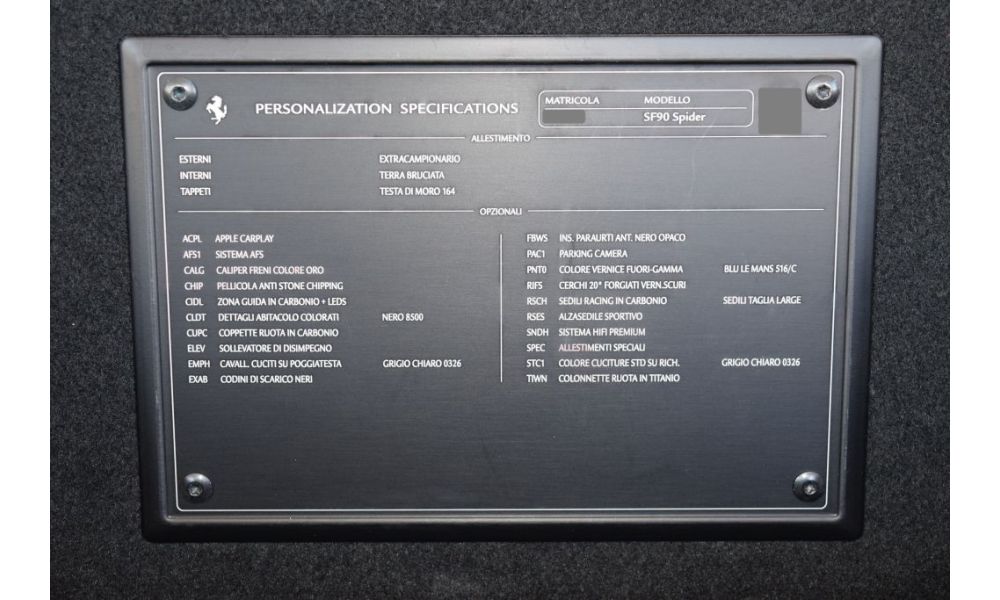 PERSONALIZATION SPECIFICATIONS
MATRICOLA MODELLO
SF90 Spider
ALLESTIMENTO
ESTERNI EXTRACAMPIONARIO
INTERNI TERRA BRUCIATA
TAPPETI TESTA DI MORO 164
OPZIONALI
ACPL APPLE CARPLAY
AFS1 SISTEMA AFS
CALG CALIPER FRENI COLORE ORO
CHIP PELLICOLA ANTI STONE CHIPPING
CIDL ZONA GUIDA IN CARBONIO + LEDS
CLDT DETTAGLI ABITACOLO COLORATI NERO 8500
CUPC COPPETTE RUOTA IN CARBONIO
ELEV SOLLEVATORE DI DISIMPEGNO
EMPH CAVALL. CUCITI SU POGGIATESTA GRIGIO CHIARO 0326
EXAB CODINI DI SCARICO NERI
FBWS INS. PARAURTI ANT. NERO OPACO
PAC1 PARKING CAMERA
PNT0 COLORE VERNICE FUORI-GAMMA BLU LE MANS 516/C
RIFS CERCHI 20" FORGIATI VERN.SCURI
RSCH SEDILI RACING IN CARBONIO SEDILI TAGLIA LARGE
RSES ALZASEDILE SPORTIVO
SNDH SISTEMA HIFI PREMIUM
SPEC ALLESTIMENTI SPECIALI
STC1 COLORE CUCITURE STD SU RICH. GRIGIO CHIARO 0326
TIWN COLONNETTE RUOTA IN TITANIO